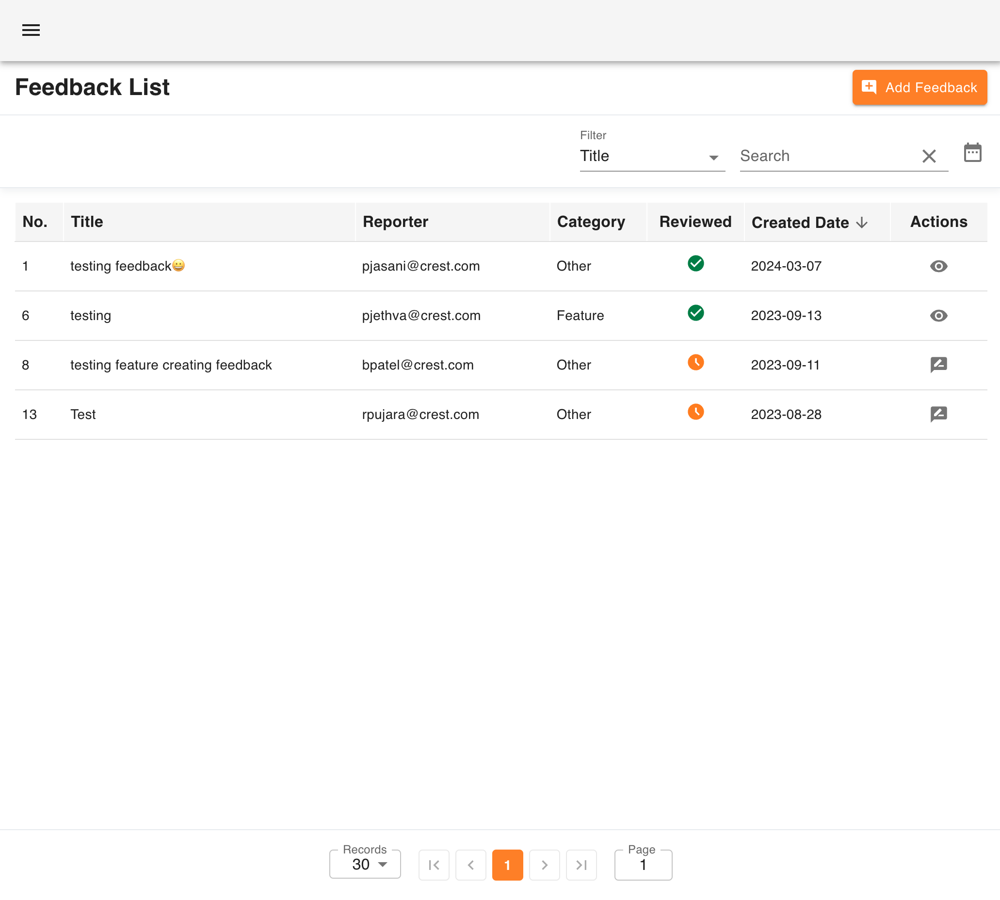 Feedback List
Add Feedback
Filter
Title
Search
No. Title Reporter Category Reviewed Created Date Actions
1 testing feedback😀 pjasani@crest.com Other 2024-03-07
6 testing pjethva@crest.com Feature 2023-09-13
8 testing feature creating feedback bpatel@crest.com Other 2023-09-11
13 Test rpujara@crest.com Other 2023-08-28
Records
30
1
Page
1